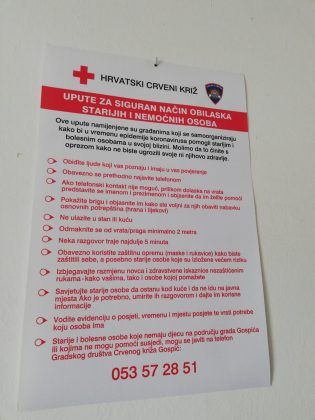 HRVATSKI CRVENI KRIŽ
UPUTE ZA SIGURAN NAČIN OBILASKA
STARIJIH I NEMOĆNIH OSOBA
Ove upute namijenjene su građanima koji se samoorganiziraju
kako bi u vremenu epidemije koronavirusa pomogli starijim i
bolesnim osobama u svojoj blizini. Molimo da to činite s
oprezom kako ne biste ugrozili svoje ni njihovo zdravlje.
Obiđite ljude koji vas poznaju i imaju u vas povjerenje
Obavezno se prethodno najavite telefonom
Ako telefonski kontakt nije moguć, prilikom dolaska na vrata
predstavite se imenom i prezimenom i objasnite da im želite pomoći
Pokažite brigu i objasnite im kako ste voljni za njih obaviti nabavku
osnovnih potrepština (hrana i lijekovi)
Ne ulazite u stan ili kuću
Odmaknite se od vrata/praga minimalno 2 metra
Neka razgovor traje najdulje 5 minuta
Obavezno koristite zaštitnu opremu (maske i rukavice) kako biste
zaštitili sebe, a posebno starije osobe koje su izložene većem riziku
Izbjegavajte razmjenu novca i zdravstvene iskaznice nezaštićenim
rukama -kako vašima, tako i osobe kojoj pomažete
Savjetujte starije osobe da ostanu kod kuće i da ne idu na javna
mjesta Ako je potrebno, umirite ih razgovorom i dajte im korisne
informacije
Vodite evidenciju o posjeti, vremenu i mjestu posjete te vrsti potrebe
koju osoba ima
Starije i bolesne osobe koje nemaju djecu na području grada Gospića
ili kojima ne mogu pomoći susjedi, mogu se javiti na telefon
Gradskog društva Crvenog križa Gospić:
053 57 28 51